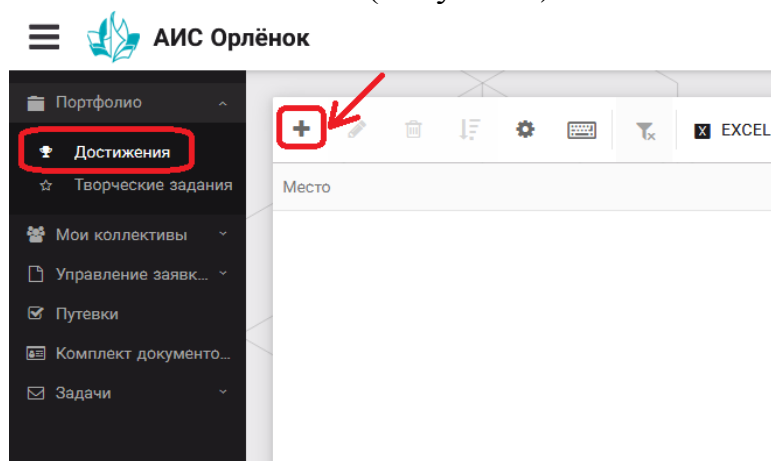 АИС Орлёнок
Портфолио
Достижения
Творческие задания
Мои коллективы
Управление заявк...
Путевки
Комплект документо...
Задачи
X EXCEL
Место